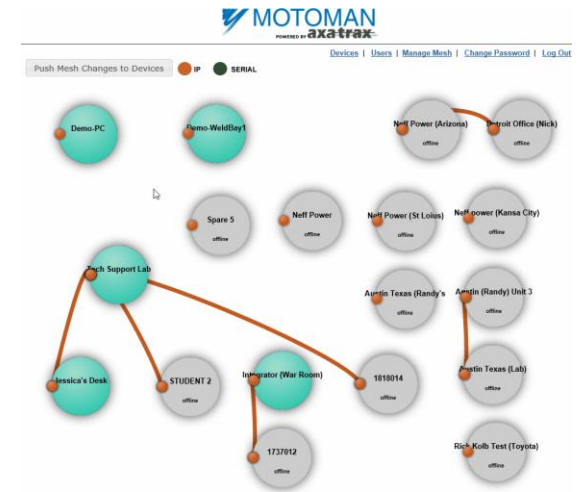 MOTOMAN
POWERED BY axatrax
Devices | Users | Manage Mesh | Change Password | Log Out
Push Mesh Changes to Devices IP SERIAL
Demo-PC
Demo-WeldBay1
Neff Power (Arizona)
offline
Detroit Office (Nick)
offline
Spare 5
offline
Neff Power
offline
Neff Power (St Loius)
offline
Neff power (Kansa City)
offline
Tech Support Lab
Austin Texas (Randy's
offline
Austin (Randy) Unit 3
offline
Jessica's Desk
STUDENT 2
offline
Integrator (War Room)
1818014
offline
Austin Texas (Lab)
offline
1737012
offline
Rick Kolb Test (Toyota)
offline